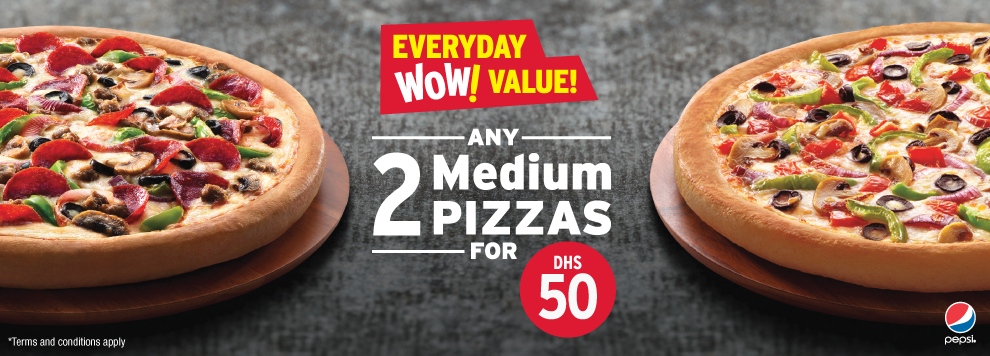 EVERYDAY
WOW! VALUE!
ANY
2 Medium
PIZZAS
FOR
DHS
50
*Terms and conditions apply
pepsi